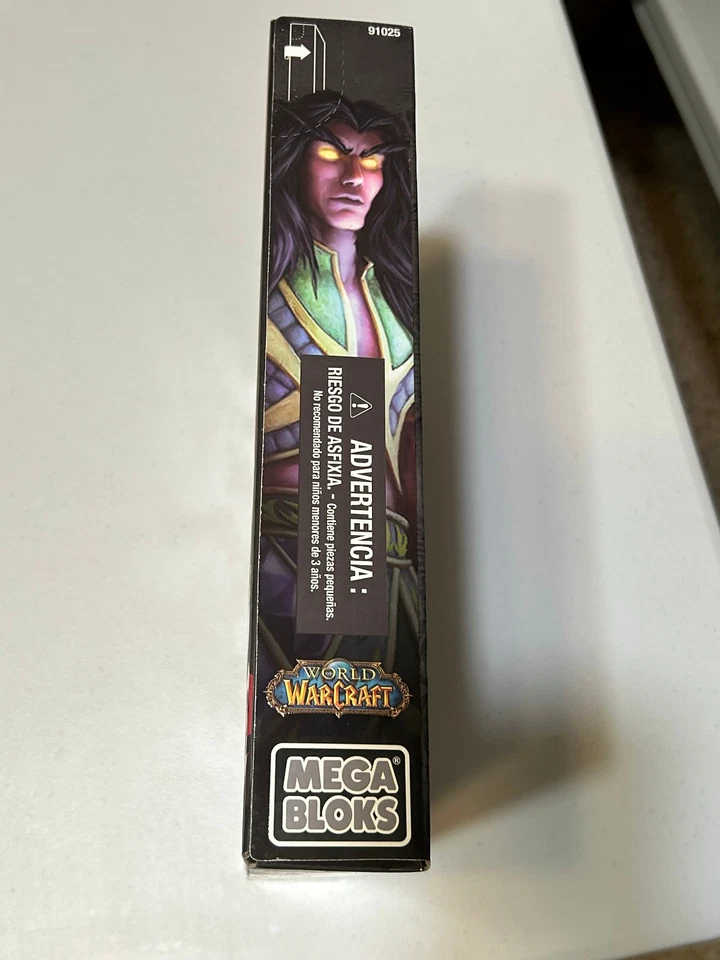 91025
ADVERTENCIA :
RIESGO DE ASFIXIA. - Contiene piezas pequeñas.
No recomendado para niños menores de 3 años.
WORLD
WARCRAFT
MEGA®
BLOKS